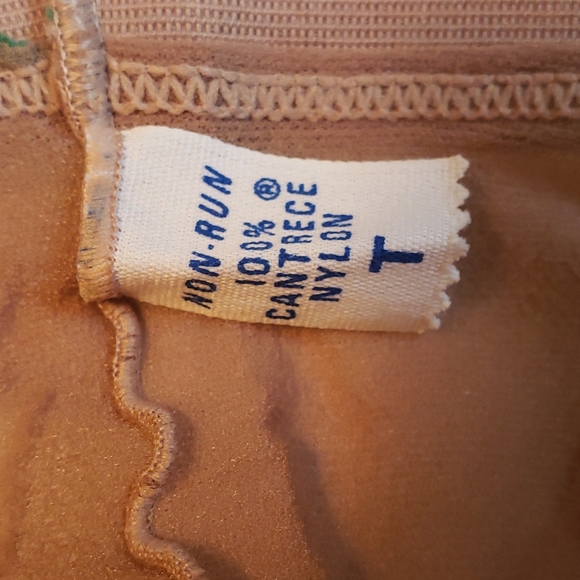 NON-RUN
100% ®
CANTRECE
NYLON
T